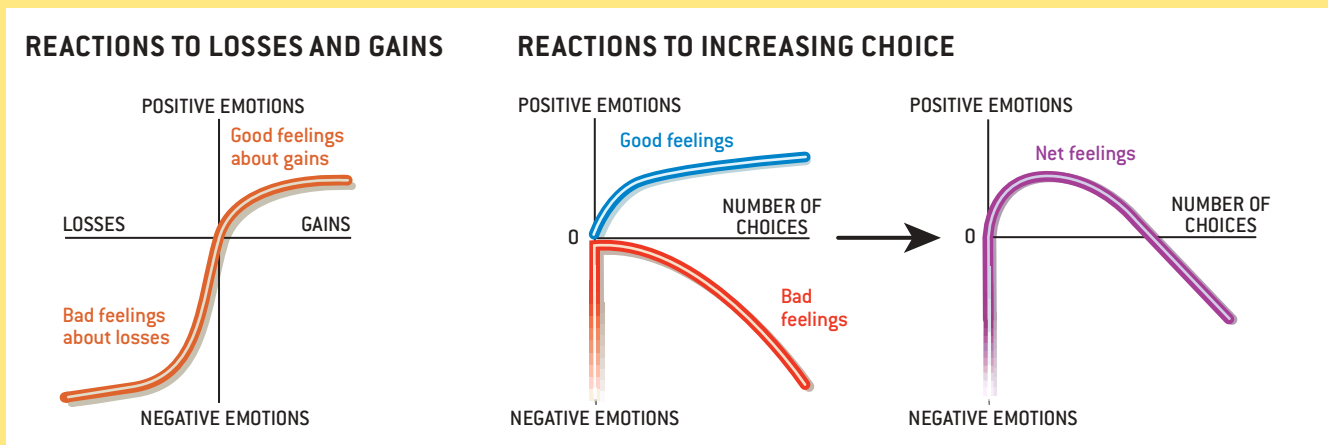 REACTIONS TO LOSSES AND GAINS
POSITIVE EMOTIONS
Good feelings
about gains
LOSSES
GAINS
Bad feelings
about losses
NEGATIVE EMOTIONS
REACTIONS TO INCREASING CHOICE
POSITIVE EMOTIONS
Good feelings
NUMBER OF
CHOICES
0
Bad
feelings
NEGATIVE EMOTIONS
POSITIVE EMOTIONS
Net feelings
NUMBER OF
CHOICES
0
NEGATIVE EMOTIONS